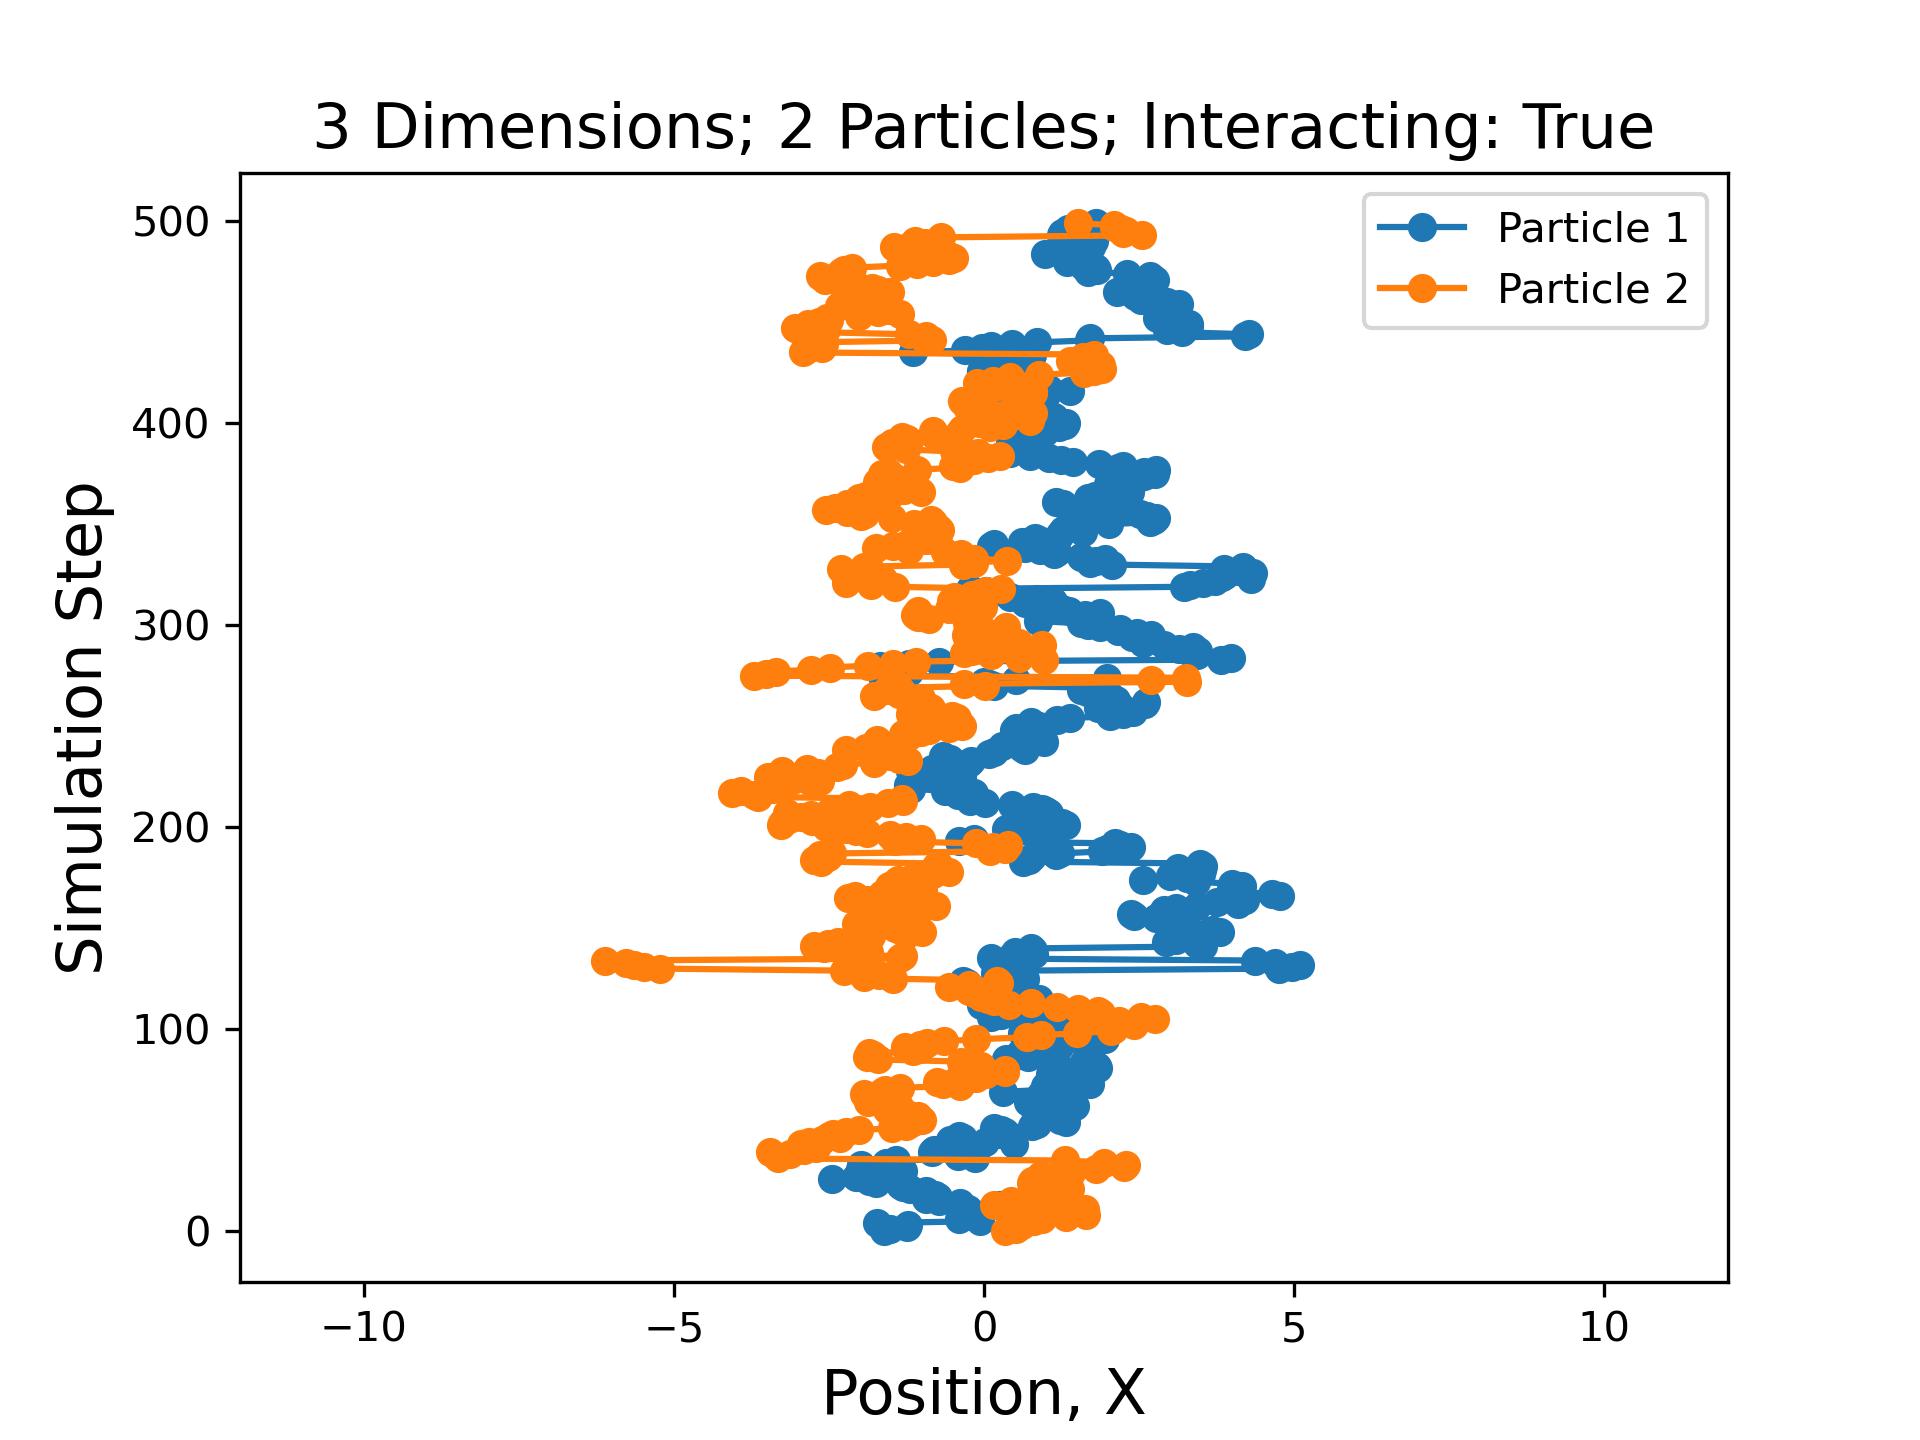 3 Dimensions; 2 Particles; Interacting: True
Particle 1
Particle 2
Simulation Step
500
400
300
200
100
0
−10
−5
0
5
10
Position, X